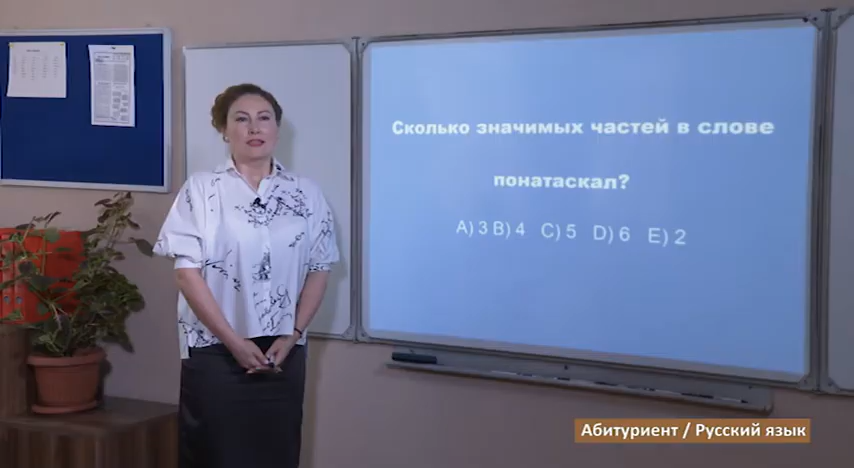 Сколько значимых частей в слове
понатаскал?
A) 3 B) 4 C) 5 D) 6 E) 2
Абитуриент / Русский язык